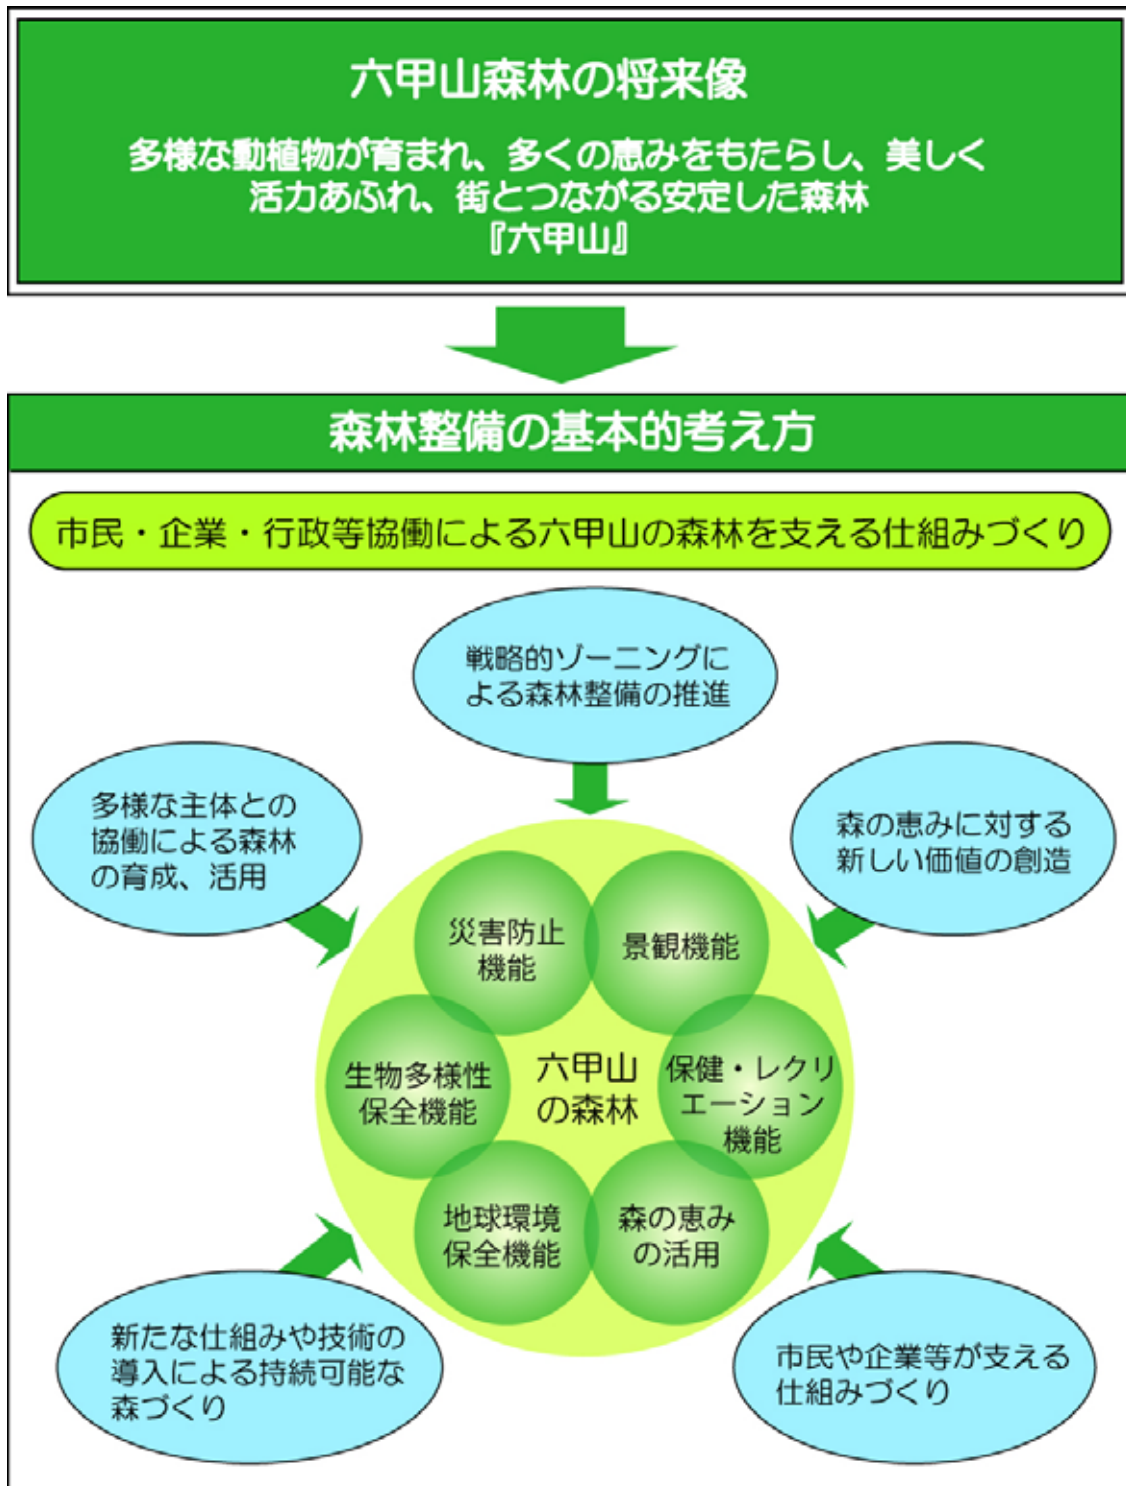 六甲山森林の将来像
多様な動植物が育まれ、多くの恵みをもたらし、美しく
活力あふれ、街とつながる安定した森林
『六甲山』
森林整備の基本的考え方
市民・企業・行政等協働による六甲山の森林を支える仕組みづくり
戦略的ゾーニングに
よる森林整備の推進
多様な主体との
協働による森林
の育成、活用
森の恵みに対する
新しい価値の創造
災害防止
機能
景観機能
生物多様性
保全機能
六甲山
の森林
保健・レクリ
エーション
機能
地球環境
保全機能
森の恵み
の活用
新たな仕組みや技術の
導入による持続可能な
森づくり
市民や企業等が支える
仕組みづくり